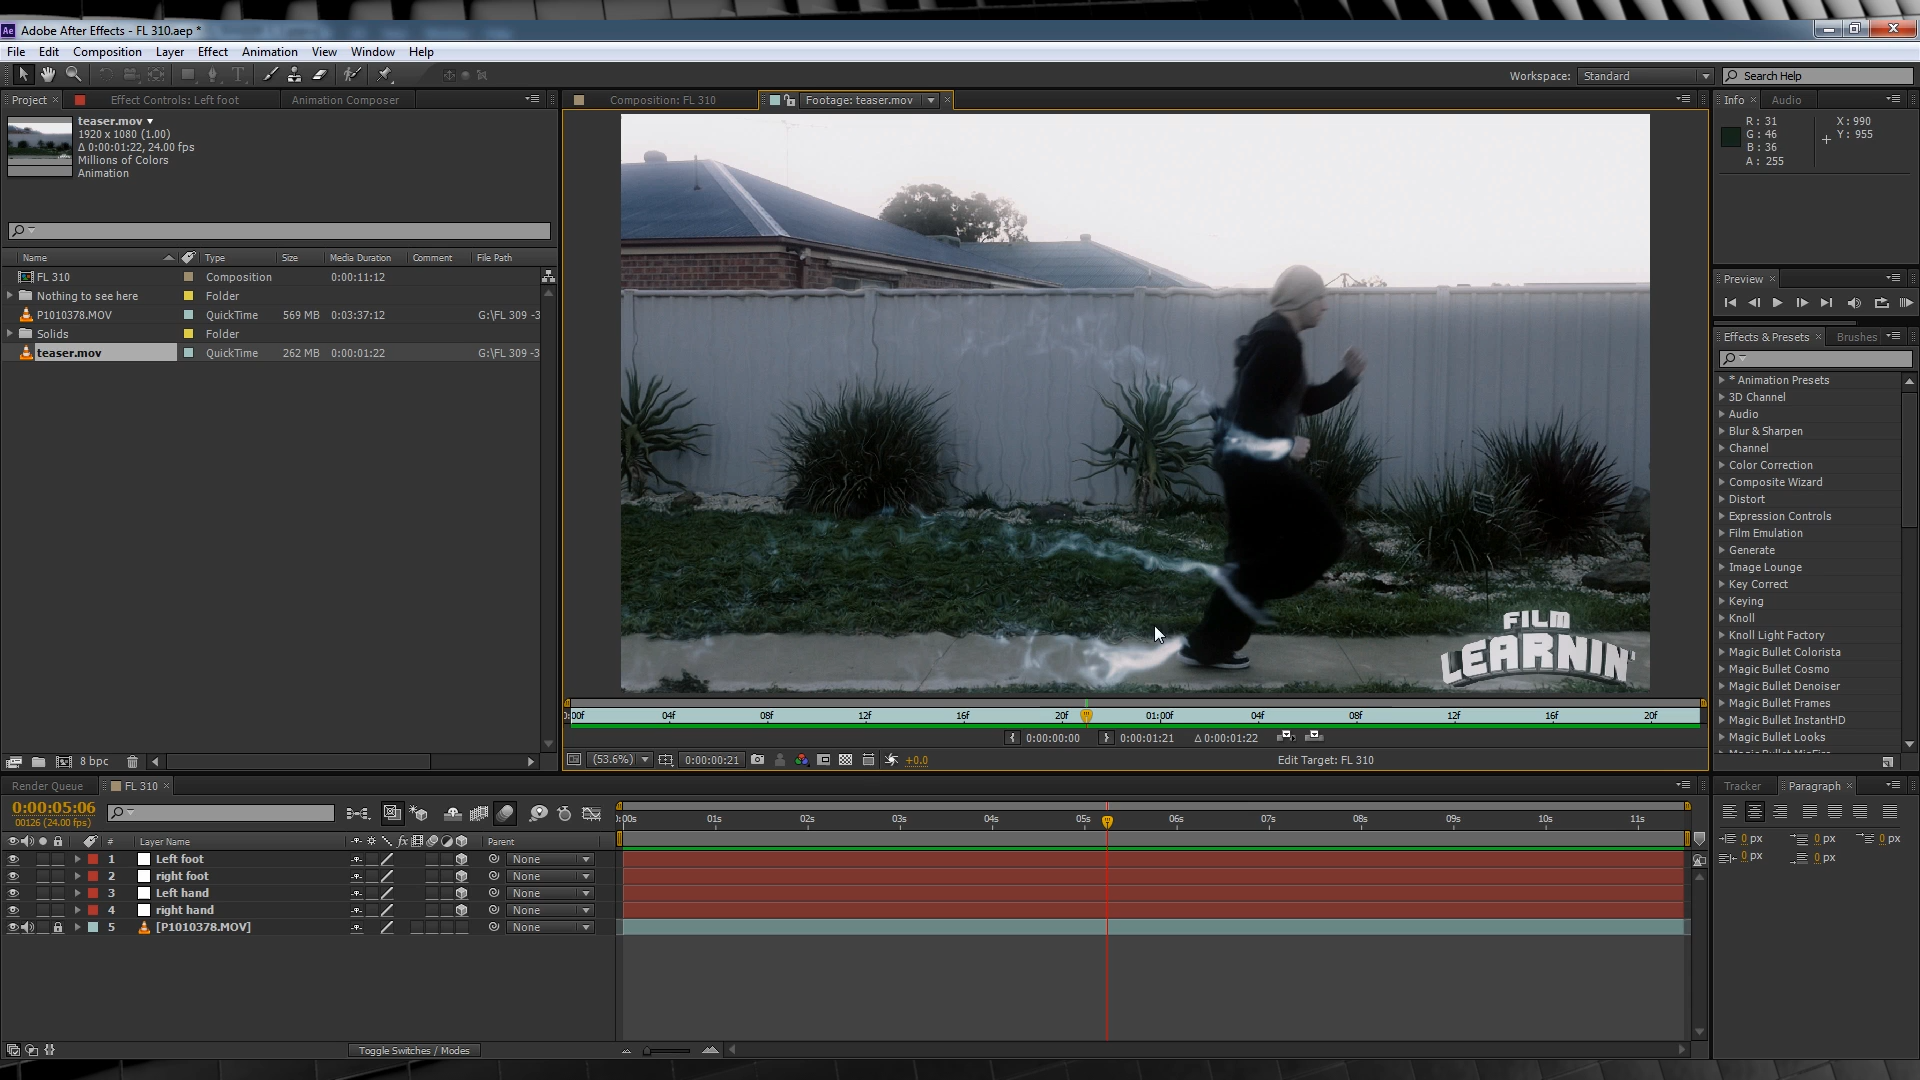 Adobe After Effects - FL 310.aep *
File Edit Composition Layer Effect Animation View Window Help
Workspace: Standard Search Help
Project Effect Controls: Left foot Animation Composer
Composition: FL 310 Footage: teaser.mov
Info Audio
teaser.mov
1920 x 1080 (1.00)
Δ 0:00:01:22, 24.00 fps
Millions of Colors
Animation
R: 31
G: 46
B: 36
A: 255
X: 990
Y: 955
Name Type Size Media Duration Comment File Path
FL 310 Composition 0:00:11:12
Nothing to see here Folder
P1010378.MOV QuickTime 569 MB 0:03:37:12 G:\FL 309 -3
Solids Folder
teaser.mov QuickTime 262 MB 0:00:01:22 G:\FL 309 -3
8 bpc
FILM
LEARNIN'
:00f 04f 08f 12f 16f 20f 01:00f 04f 08f 12f 16f 20f
0:00:00:00 0:00:01:21 Δ 0:00:01:22
(53.6%) 0:00:00:21 +0.0 Edit Target: FL 310
Preview
Effects & Presets Brushes
* Animation Presets
3D Channel
Audio
Blur & Sharpen
Channel
Color Correction
Composite Wizard
Distort
Expression Controls
Film Emulation
Generate
Image Lounge
Key Correct
Keying
Knoll
Knoll Light Factory
Magic Bullet Colorista
Magic Bullet Cosmo
Magic Bullet Denoiser
Magic Bullet Frames
Magic Bullet InstantHD
Magic Bullet Looks
Render Queue FL 310
0:00:05:06
00126 (24.00 fps)
:00s 01s 02s 03s 04s 05s 06s 07s 08s 09s 10s 11s
# Layer Name Parent
1 Left foot None
2 right foot None
3 Left hand None
4 right hand None
5 [P1010378.MOV] None
Toggle Switches / Modes
Tracker Paragraph
0 px 0 px 0 px
0 px 0 px